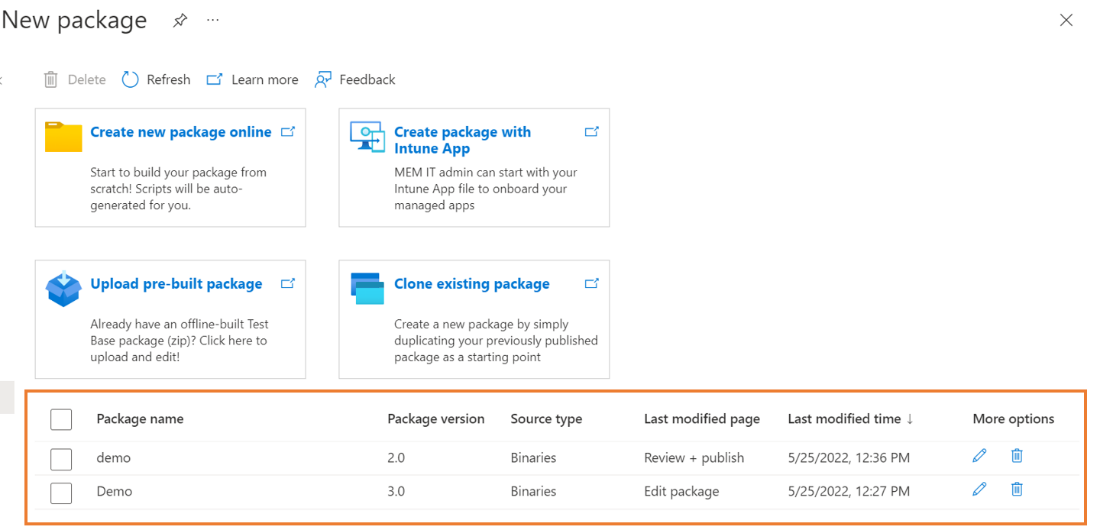 New package
Delete Refresh Learn more Feedback
Create new package online
Start to build your package from
scratch! Scripts will be auto-
generated for you.
Create package with
Intune App
MEM IT admin can start with your
Intune App file to onboard your
managed apps
Upload pre-built package
Already have an offline-built Test
Base package (zip)? Click here to
upload and edit!
Clone existing package
Create a new package by simply
duplicating your previously published
package as a starting point
Package name Package version Source type Last modified page Last modified time ↓ More options
demo 2.0 Binaries Review + publish 5/25/2022, 12:36 PM
Demo 3.0 Binaries Edit package 5/25/2022, 12:27 PM